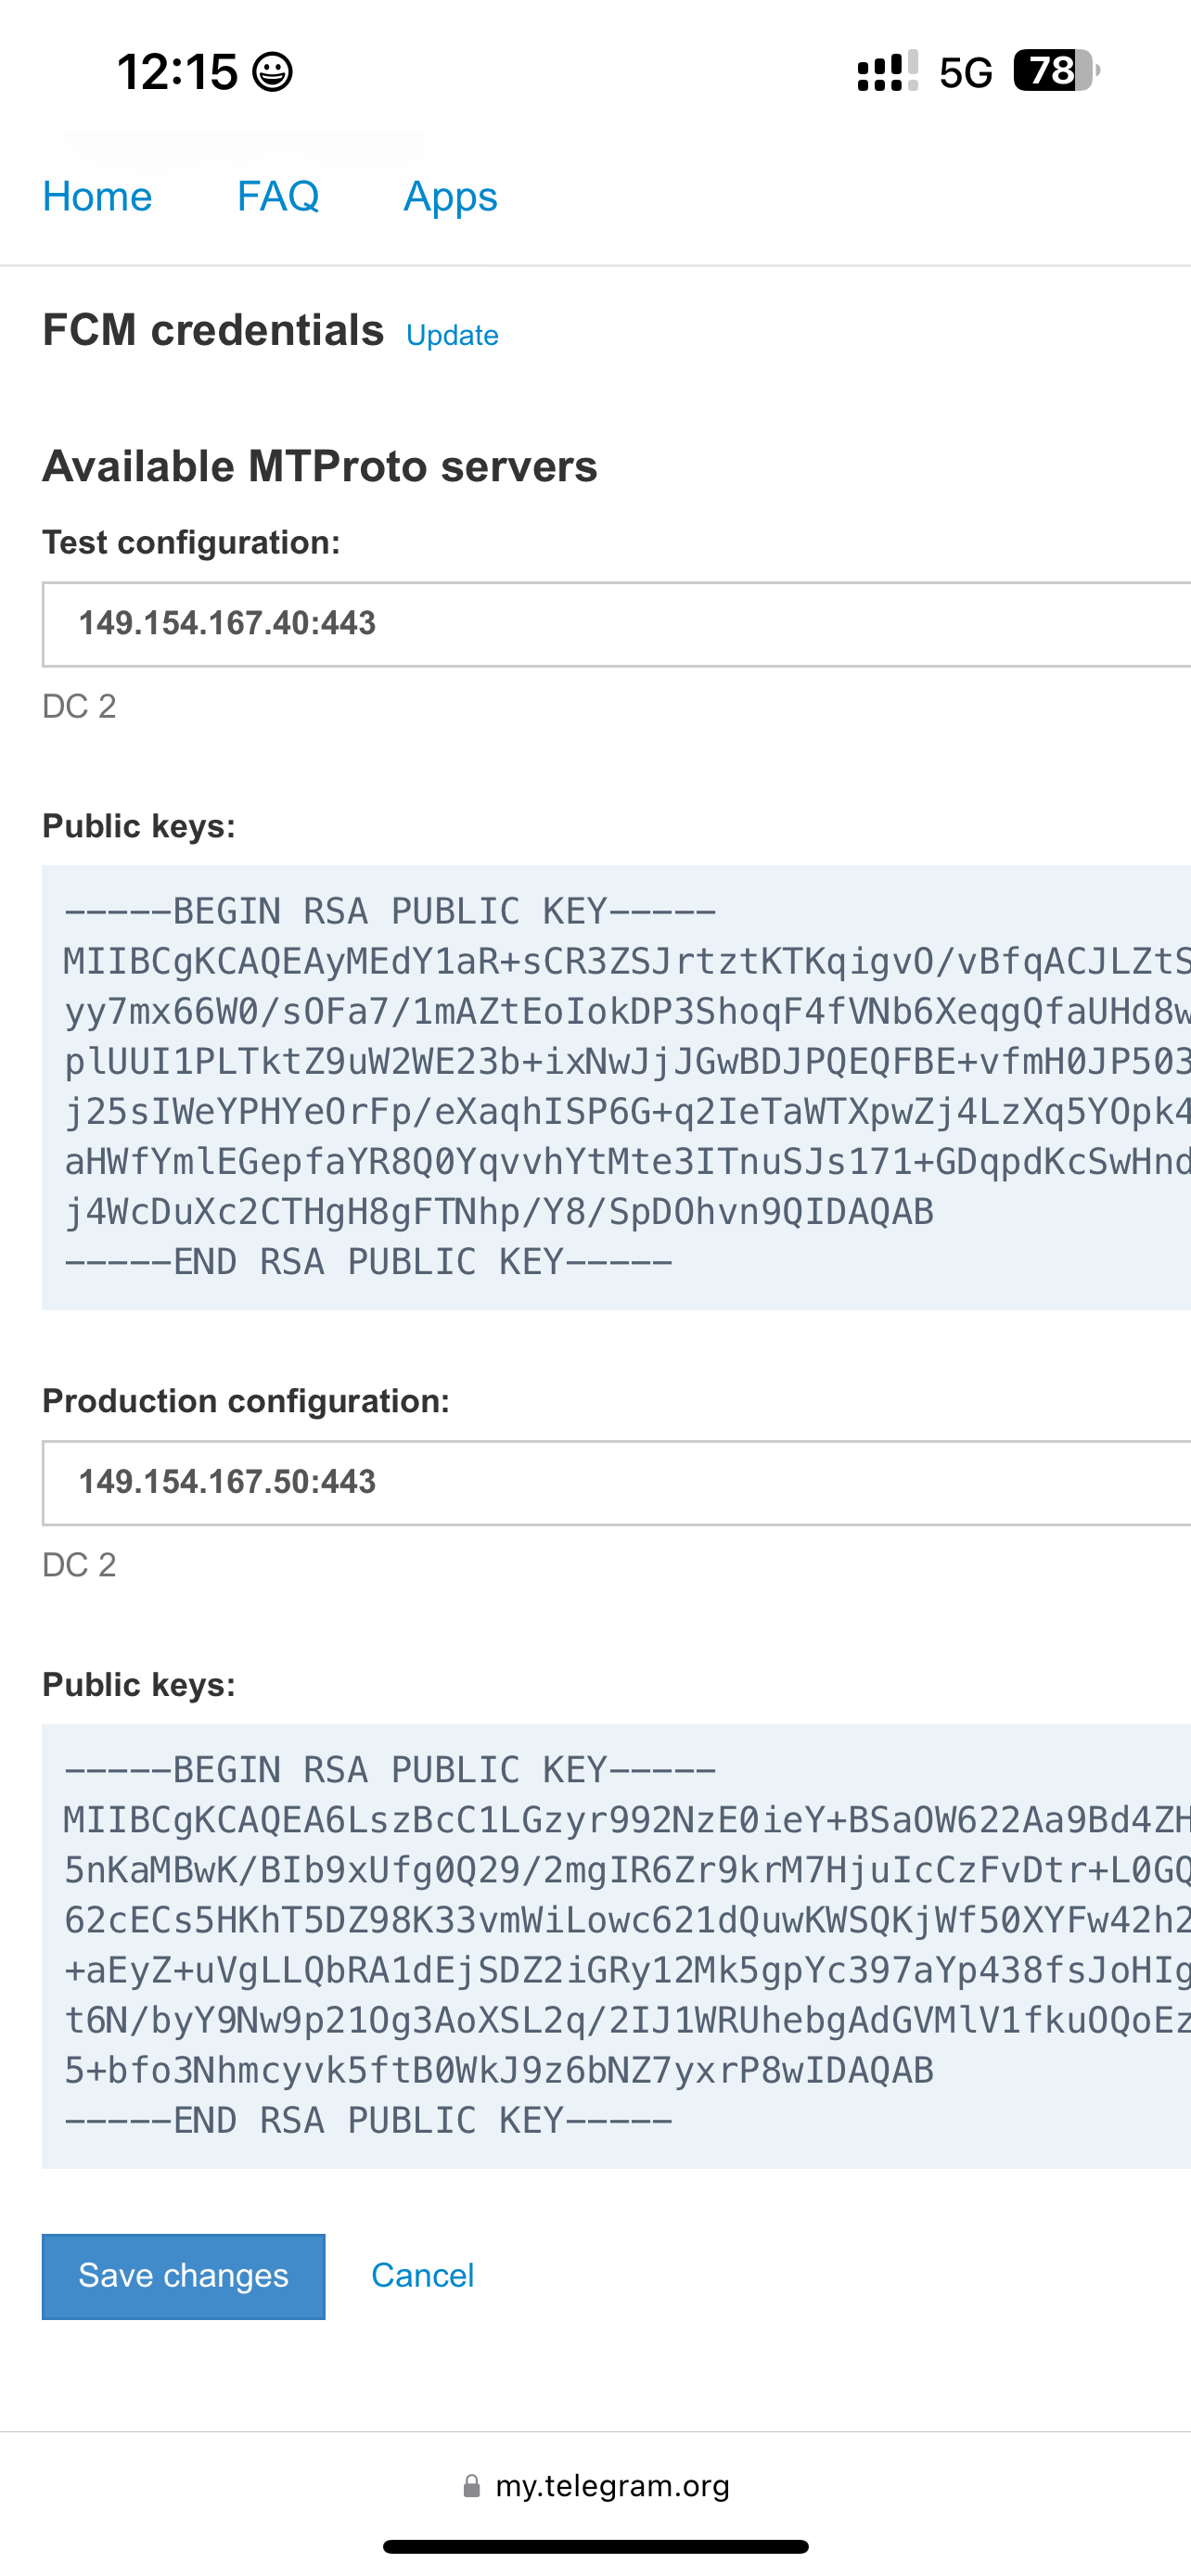 12:15
5G 78
Home FAQ Apps
FCM credentials Update
Available MTProto servers
Test configuration:
149.154.167.40:443
DC 2
Public keys:
-----BEGIN RSA PUBLIC KEY-----
MIIBCgKCAQEAyMEdY1aR+sCR3ZSJrtztKTKqigvO/vBfqACJLZtS
yy7mx66W0/sOFa7/1mAZtEoIokDP3ShoqF4fVNb6XeqgQfaUHd8w
plUUI1PLTktZ9uW2WE23b+ixNwJjJGwBDJPQEQFBE+vfmH0JP503
j25sIWeYPHYeOrFp/eXaqhISP6G+q2IeTaWTXpwZj4LzXq5YOpk4
aHWfYmlEGepfaYR8Q0YqvvhYtMte3ITnuSJs171+GDqpdKcSwHnd
j4WcDuXc2CTHgH8gFTNhp/Y8/SpDOhvn9QIDAQAB
-----END RSA PUBLIC KEY-----
Production configuration:
149.154.167.50:443
DC 2
Public keys:
-----BEGIN RSA PUBLIC KEY-----
MIIBCgKCAQEA6LszBcC1LGzyr992NzE0ieY+BSaOW622Aa9Bd4ZH
5nKaMBwK/BIb9xUfg0Q29/2mgIR6Zr9krM7HjuIcCzFvDtr+L0GQ
62cECs5HKhT5DZ98K33vmWiLowc621dQuwKWSQKjWf50XYFw42h2
+aEyZ+uVgLLQbRA1dEjSDZ2iGRy12Mk5gpYc397aYp438fsJoHIg
t6N/byY9Nw9p21Og3AoXSL2q/2IJ1WRUhebgAdGVMlV1fkuOQoEz
5+bfo3Nhmcyvk5ftB0WkJ9z6bNZ7yxrP8wIDAQAB
-----END RSA PUBLIC KEY-----
Save changes Cancel
my.telegram.org